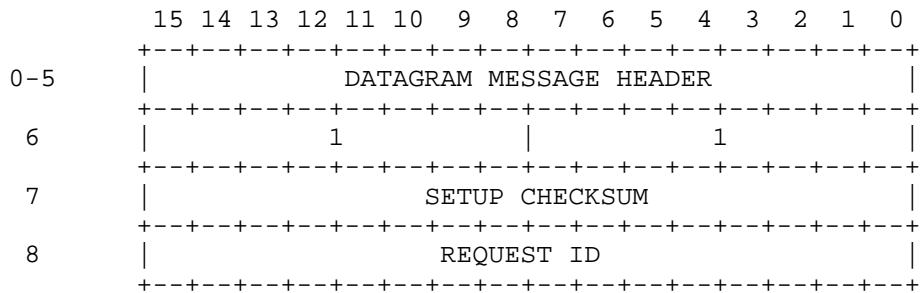 15 14 13 12 11 10 9 8 7 6 5 4 3 2 1 0
+--+--+--+--+--+--+--+--+--+--+--+--+--+--+--+--+
0-5 | DATAGRAM MESSAGE HEADER |
+--+--+--+--+--+--+--+--+--+--+--+--+--+--+--+--+
6 | 1 | 1 |
+--+--+--+--+--+--+--+--+--+--+--+--+--+--+--+--+
7 | SETUP CHECKSUM |
+--+--+--+--+--+--+--+--+--+--+--+--+--+--+--+--+
8 | REQUEST ID |
+--+--+--+--+--+--+--+--+--+--+--+--+--+--+--+--+